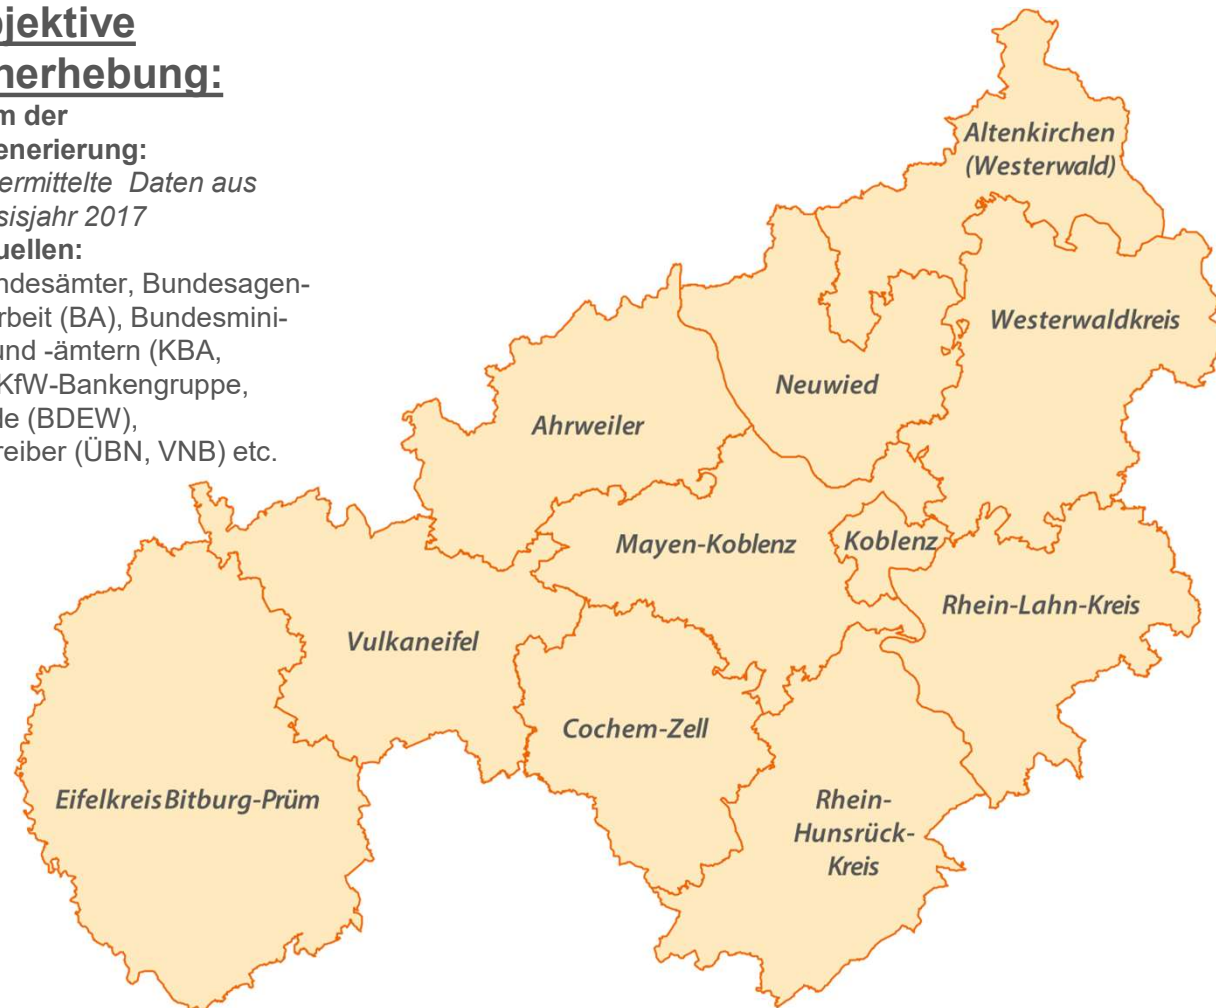 jektive
nerhebung:
m der
enerierung:
ermittelte Daten aus
sisjahr 2017
uellen:
ndesämter, Bundesagen-
rbeit (BA), Bundesmini-
und -ämtern (KBA,
KfW-Bankengruppe,
de (BDEW),
reiber (ÜBN, VNB) etc.
Altenkirchen
(Westerwald)
Westerwaldkreis
Neuwied
Ahrweiler
Mayen-Koblenz
Koblenz
Rhein-Lahn-Kreis
Vulkaneifel
Cochem-Zell
Eifelkreis Bitburg-Prüm
Rhein-
Hunsrück-
Kreis